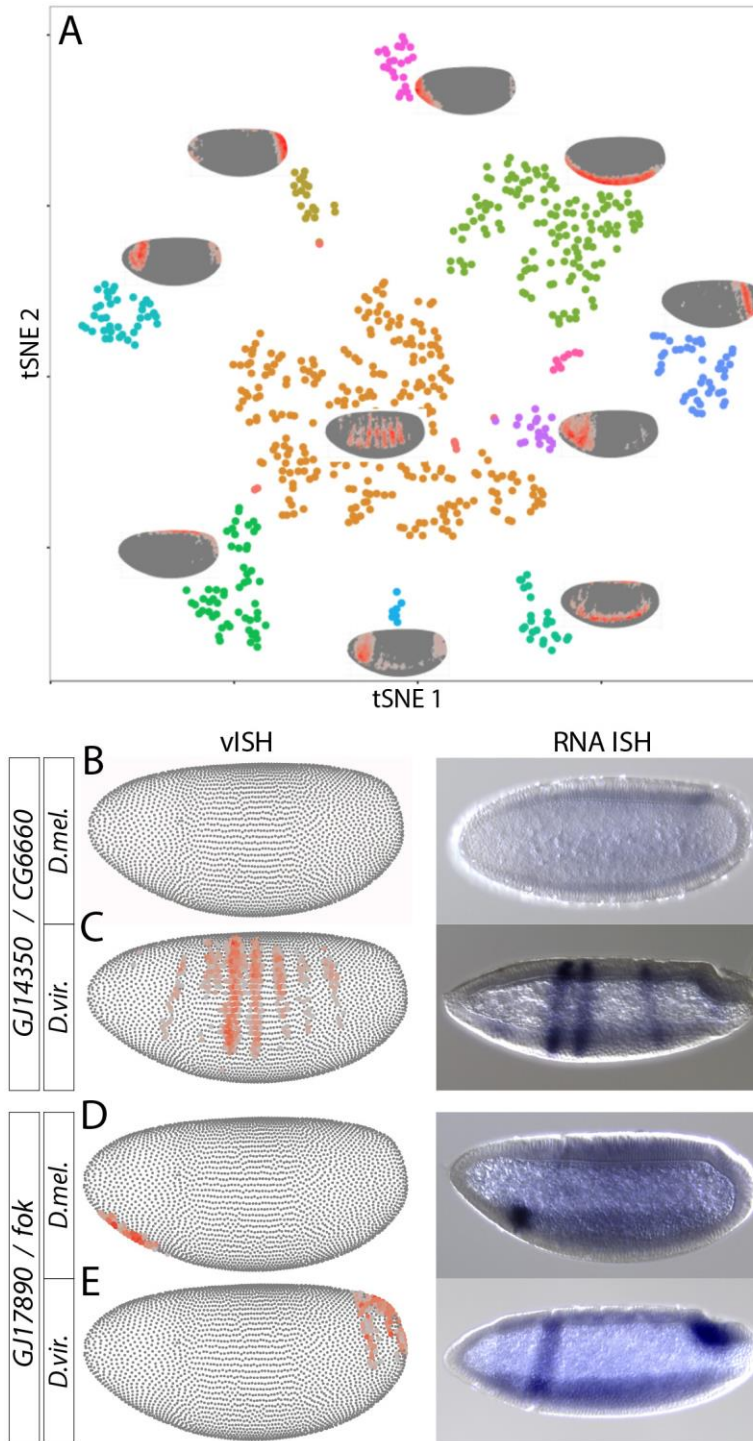 A
tSNE 2
tSNE 1
vISH
RNA ISH
GJ14350 / CG6660
D.mel.
B
D.vir.
C
GJ17890 / fok
D.mel.
D
D.vir.
E